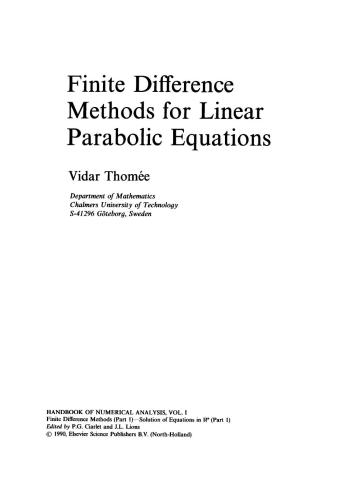 Finite Difference
Methods for Linear
Parabolic Equations
Vidar Thomée
Department of Mathematics
Chalmers University of Technology
S-41296 Göteborg, Sweden
HANDBOOK OF NUMERICAL ANALYSIS, VOL. I
Finite Difference Methods (Part 1)—Solution of Equations in ℝⁿ (Part 1)
Edited by P.G. Ciarlet and J.L. Lions
© 1990, Elsevier Science Publishers B.V. (North-Holland)